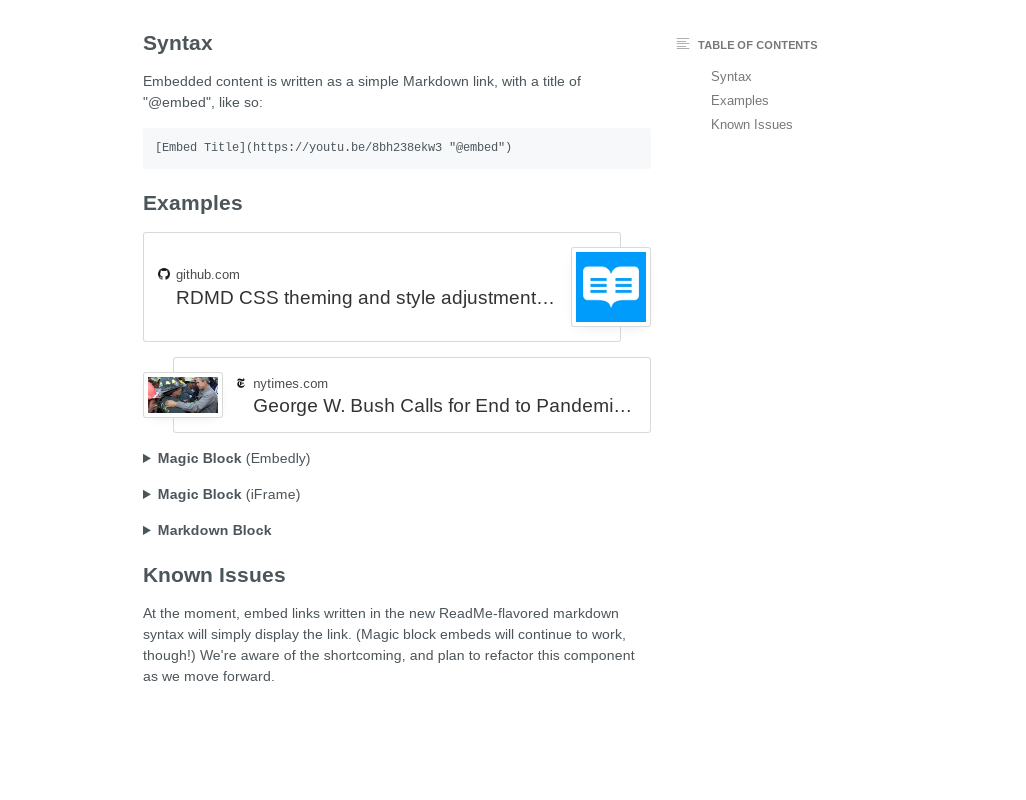 Syntax
TABLE OF CONTENTS
Syntax
Examples
Known Issues
Embedded content is written as a simple Markdown link, with a title of
"@embed", like so:
[Embed Title](https://youtu.be/8bh238ekw3 "@embed")
Examples
github.com
RDMD CSS theming and style adjustment…
nytimes.com
George W. Bush Calls for End to Pandemi…
Magic Block (Embedly)
Magic Block (iFrame)
Markdown Block
Known Issues
At the moment, embed links written in the new ReadMe-flavored markdown
syntax will simply display the link. (Magic block embeds will continue to work,
though!) We're aware of the shortcoming, and plan to refactor this component
as we move forward.